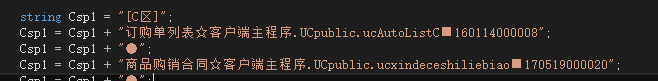 string Csp1 = "[C区]";
Csp1 = Csp1 + "订购单列表☆客户端主程序.UCpublic.ucAutoListC■160114000008";
Csp1 = Csp1 + "●";
Csp1 = Csp1 + "商品购销合同☆客户端主程序.UCpublic.ucxindeceshiliebiao■170519000020";
Csp1 = Csp1 + "●";